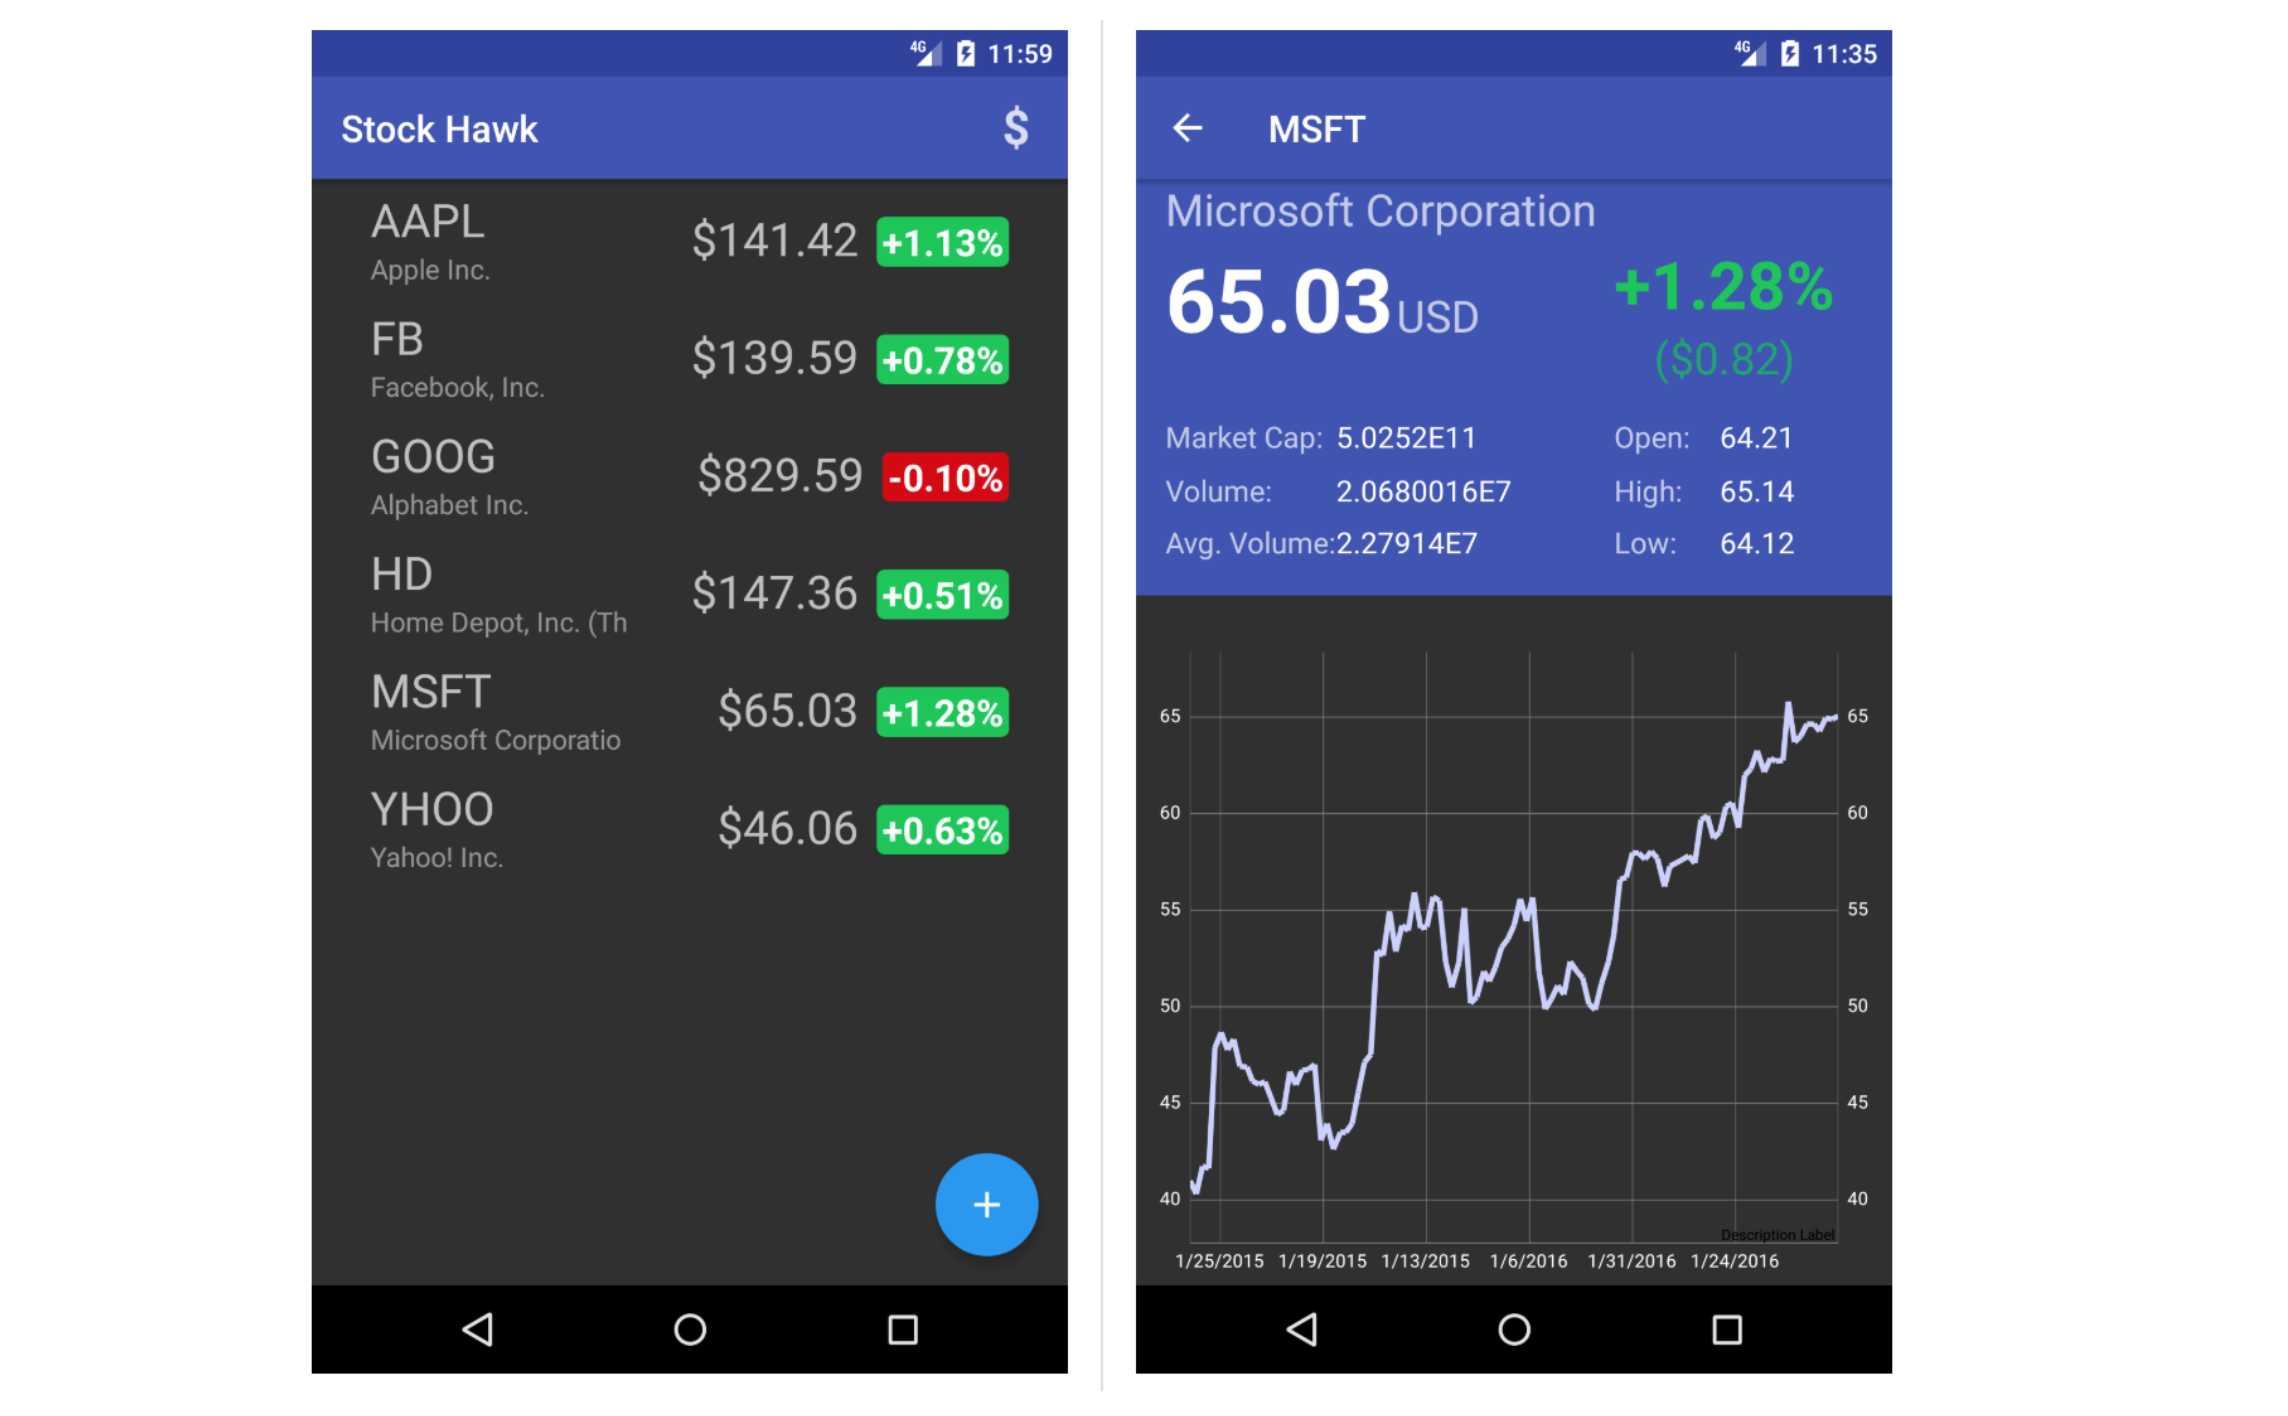 4G 11:59
Stock Hawk $
AAPL
Apple Inc.
$141.42 +1.13%
FB
Facebook, Inc.
$139.59 +0.78%
GOOG
Alphabet Inc.
$829.59 -0.10%
HD
Home Depot, Inc. (Th
$147.36 +0.51%
MSFT
Microsoft Corporatio
$65.03 +1.28%
YHOO
Yahoo! Inc.
$46.06 +0.63%
+
4G 11:35
MSFT
Microsoft Corporation
65.03 USD +1.28%
($0.82)
Market Cap: 5.0252E11 Open: 64.21
Volume: 2.0680016E7 High: 65.14
Avg. Volume:2.27914E7 Low: 64.12
65 65
60 60
55 55
50 50
45 45
40 40
Description Label
1/25/2015 1/19/2015 1/13/2015 1/6/2016 1/31/2016 1/24/2016